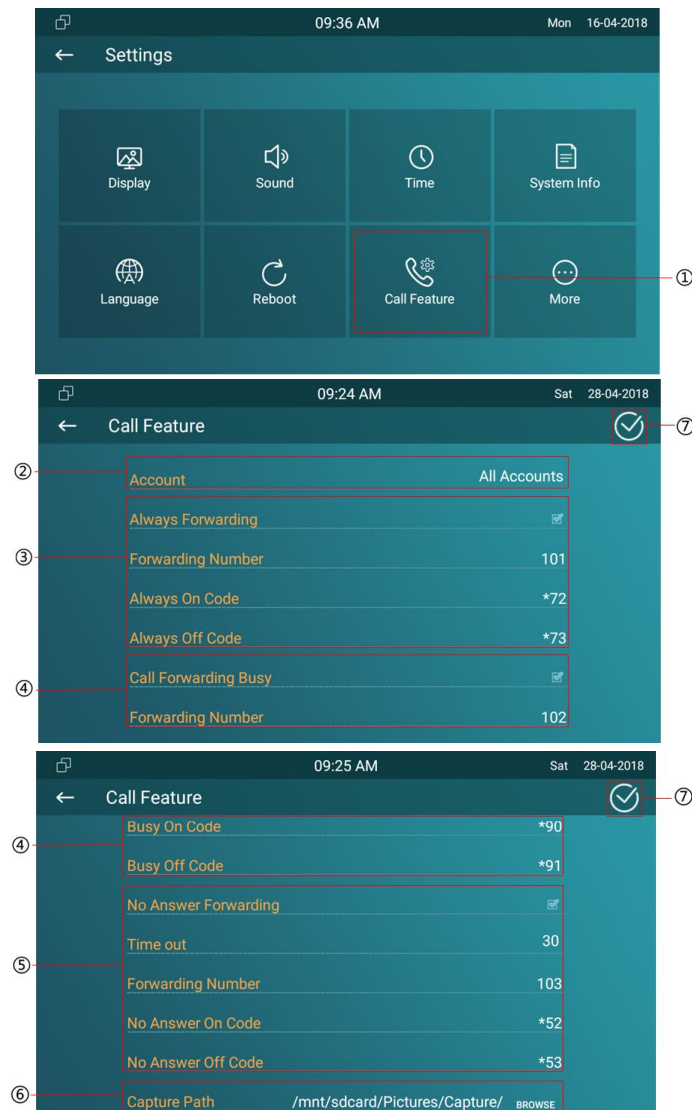 09:36 AM Mon 16-04-2018
← Settings
Display Sound Time System Info
Language Reboot Call Feature More
①
09:24 AM Sat 28-04-2018
← Call Feature ⑦
② Account All Accounts
Always Forwarding
③ Forwarding Number 101
Always On Code *72
Always Off Code *73
④ Call Forwarding Busy
Forwarding Number 102
09:25 AM Sat 28-04-2018
← Call Feature ⑦
④ Busy On Code *90
Busy Off Code *91
No Answer Forwarding
Time out 30
⑤ Forwarding Number 103
No Answer On Code *52
No Answer Off Code *53
⑥ Capture Path /mnt/sdcard/Pictures/Capture/ BROWSE